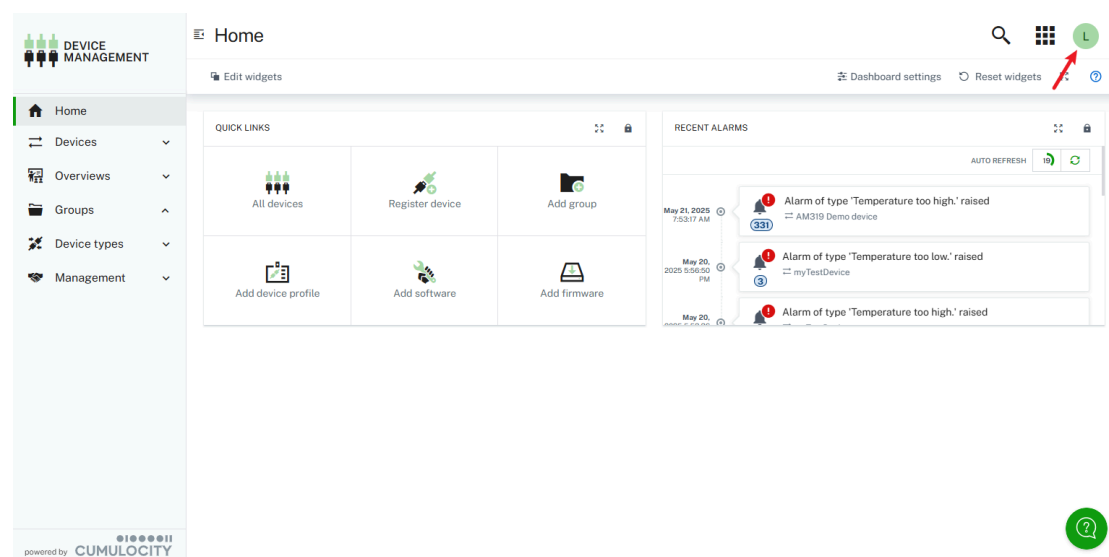 DEVICE
MANAGEMENT
Home
L
Edit widgets
Dashboard settings
Reset widgets
Home
Devices
Overviews
Groups
Device types
Management
QUICK LINKS
All devices
Register device
Add group
Add device profile
Add software
Add firmware
RECENT ALARMS
AUTO REFRESH
19
May 21, 2025
7:53:17 AM
331
Alarm of type 'Temperature too high.' raised
AM319 Demo device
May 20,
2025 5:56:50
PM
3
Alarm of type 'Temperature too low.' raised
myTestDevice
May 20,
Alarm of type 'Temperature too high.' raised
powered by CUMULOCITY